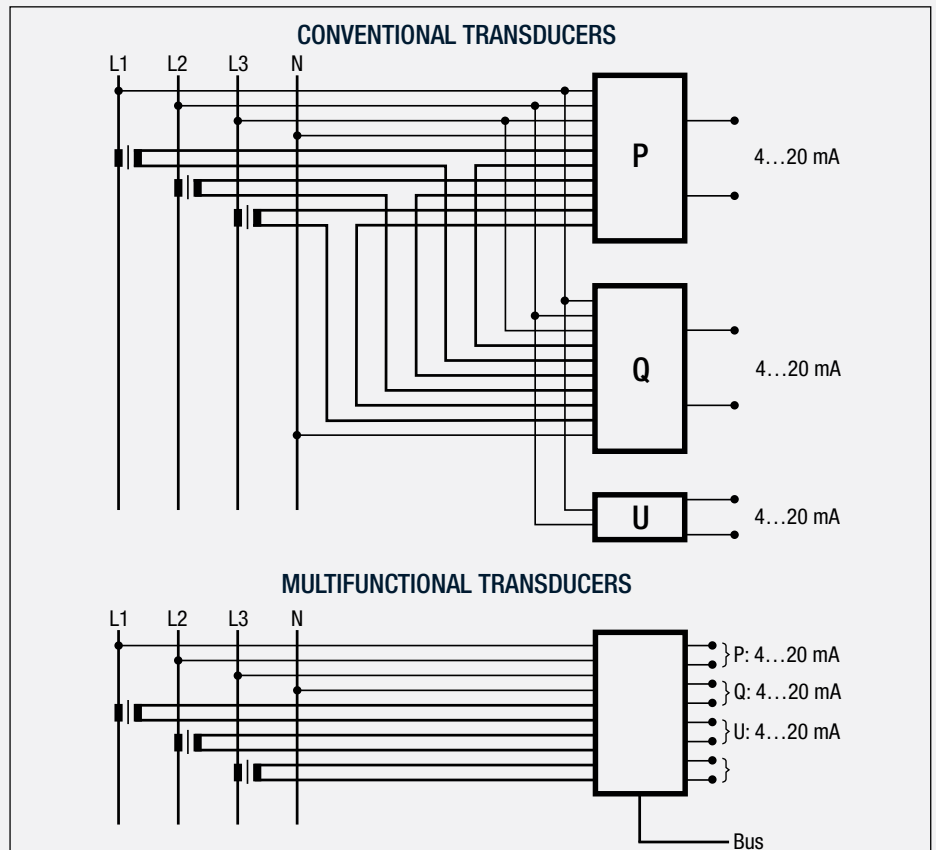 CONVENTIONAL TRANSDUCERS
L1 L2 L3 N
P
4…20 mA
Q
4…20 mA
U
4…20 mA
MULTIFUNCTIONAL TRANSDUCERS
L1 L2 L3 N
P: 4…20 mA
Q: 4…20 mA
U: 4…20 mA
Bus